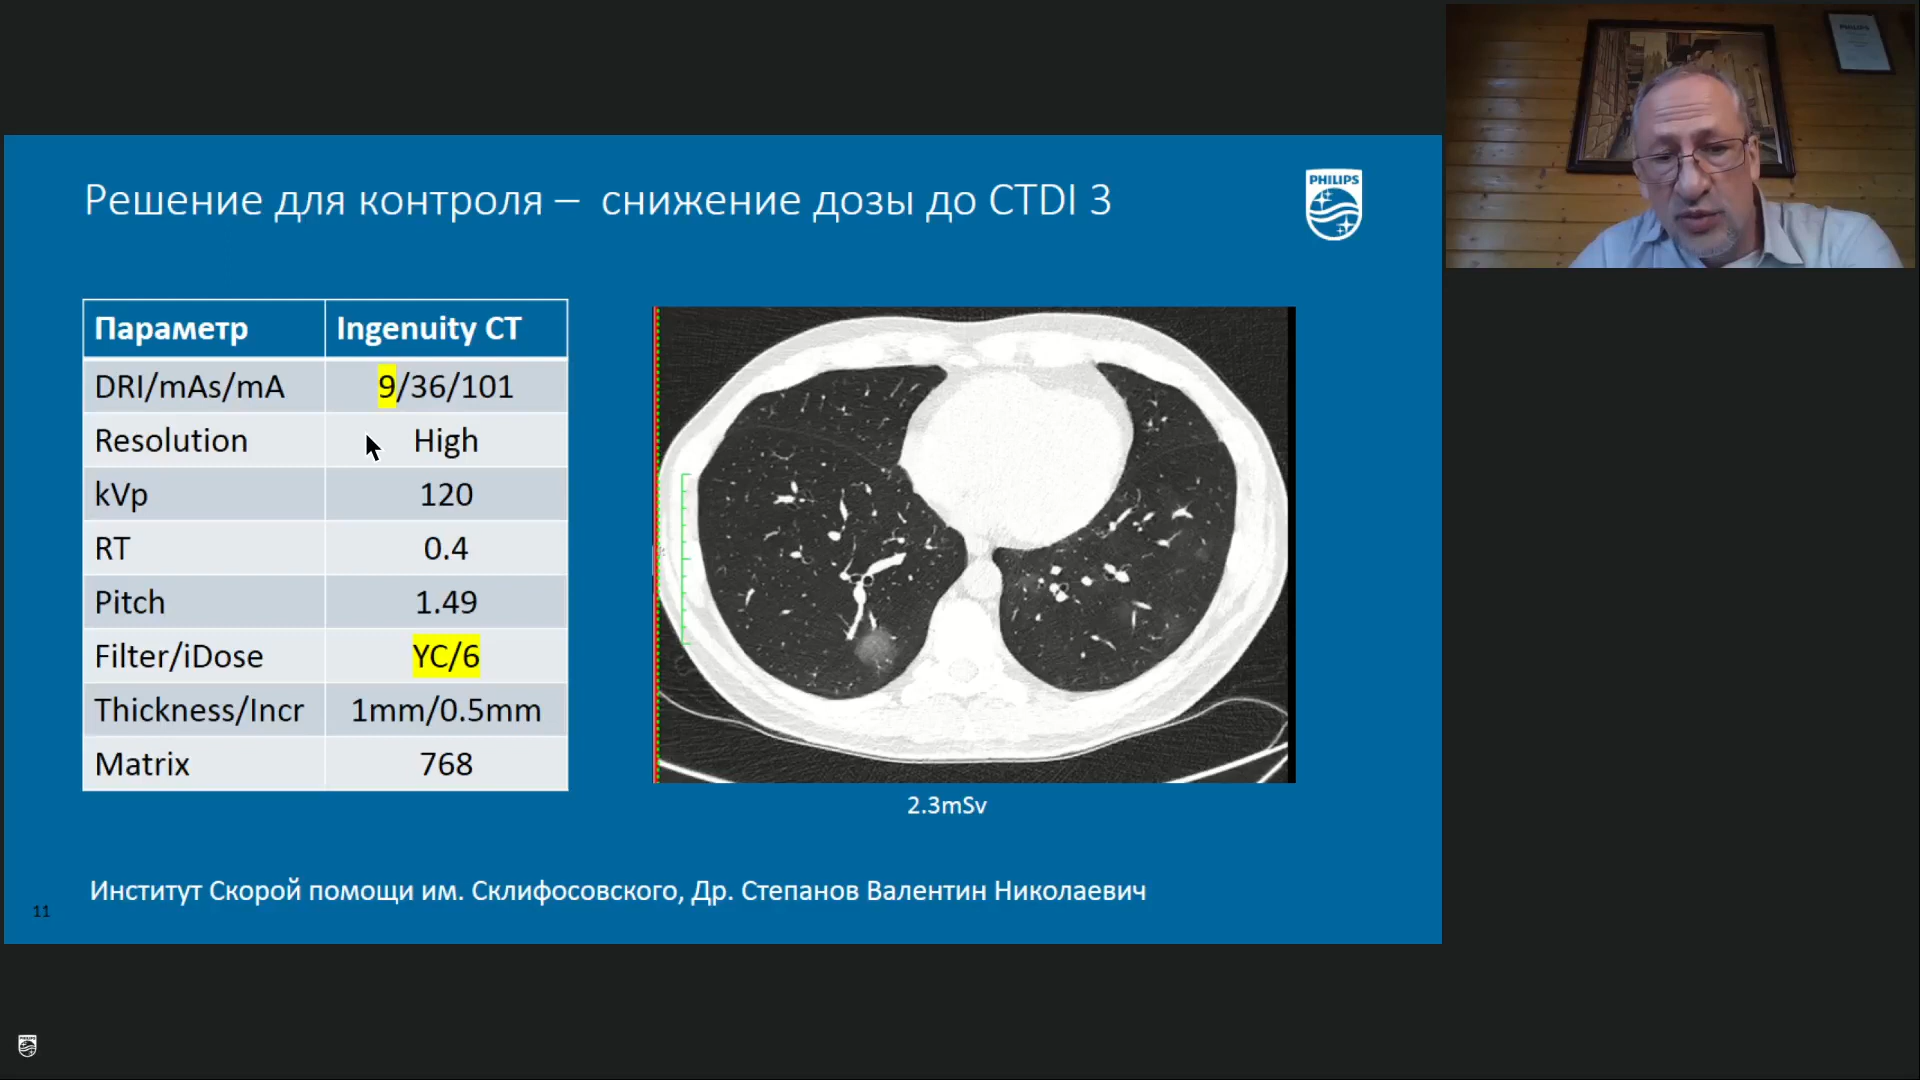 Решение для контроля – снижение дозы до CTDI 3
PHILIPS
Параметр Ingenuity CT
DRI/mAs/mA 9/36/101
Resolution High
kVp 120
RT 0.4
Pitch 1.49
Filter/iDose YC/6
Thickness/Incr 1mm/0.5mm
Matrix 768
2.3mSv
Институт Скорой помощи им. Склифосовского, Др. Степанов Валентин Николаевич
11